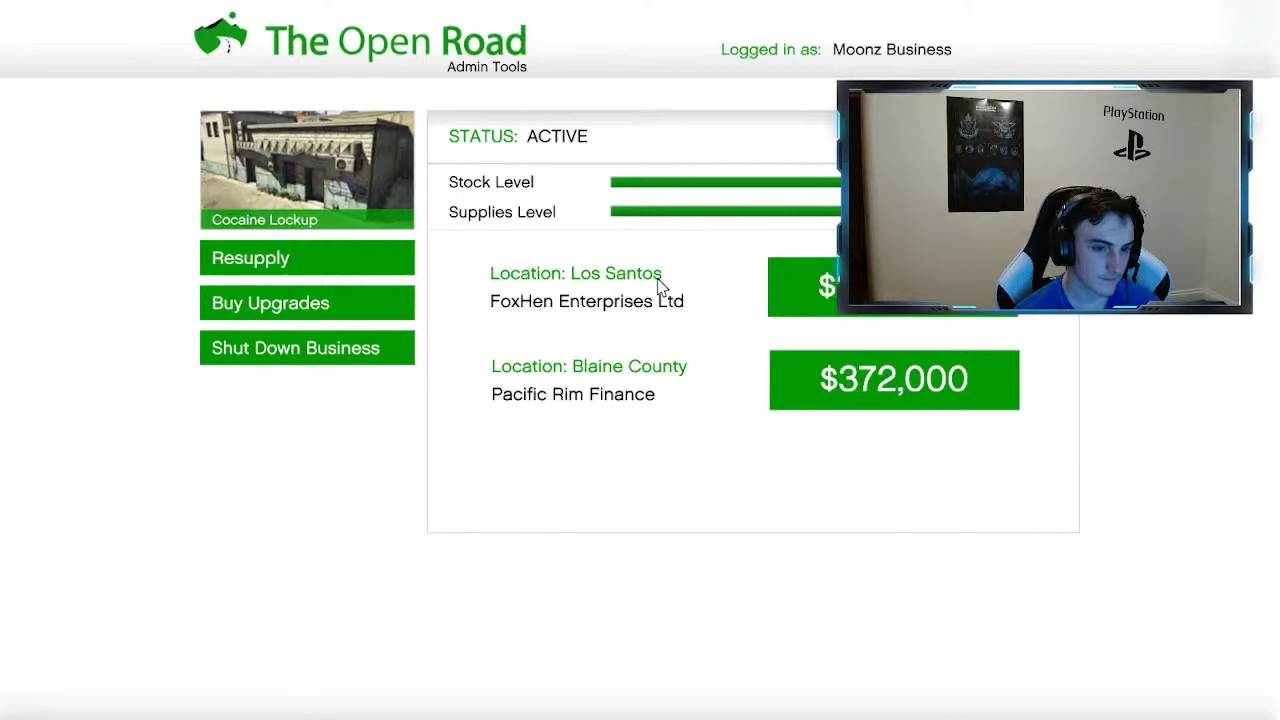 The Open Road
Admin Tools
Logged in as: Moonz Business
PlayStation
STATUS: ACTIVE
Stock Level
Supplies Level
Cocaine Lockup
Resupply
Buy Upgrades
Shut Down Business
Location: Los Santos
FoxHen Enterprises Ltd
$
Location: Blaine County
Pacific Rim Finance
$372,000